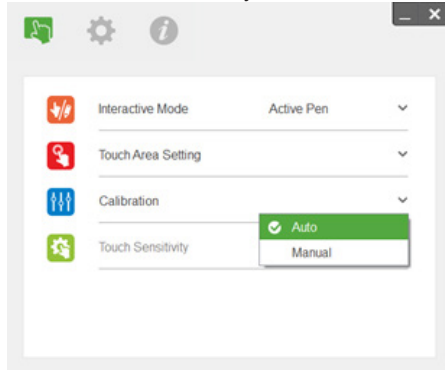 Interactive Mode Active Pen
Touch Area Setting
Calibration
Auto
Touch Sensitivity
Manual